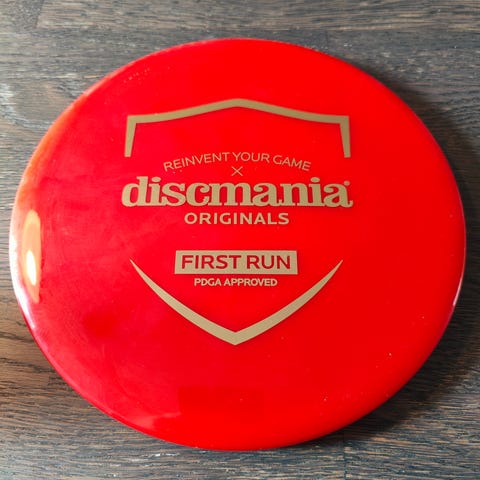 REINVENT YOUR GAME
×
discmania®
ORIGINALS
FIRST RUN
PDGA APPROVED